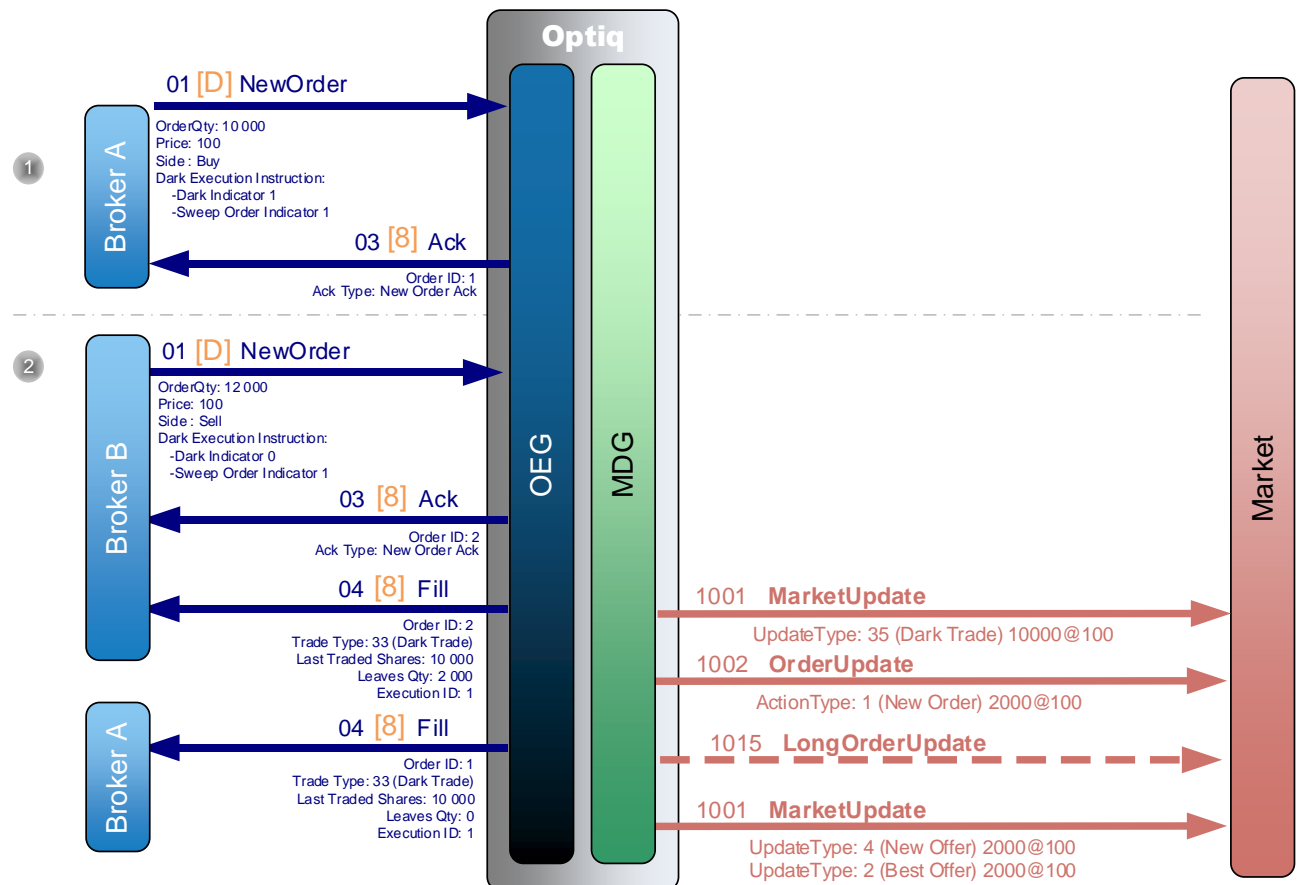 Optiq
01 [D] NewOrder
1
Broker A
OrderQty: 10 000
Price: 100
Side : Buy
Dark Execution Instruction:
-Dark Indicator 1
-Sweep Order Indicator 1
03 [8] Ack
Order ID: 1
Ack Type: New Order Ack
2
Broker B
01 [D] NewOrder
OrderQty: 12 000
Price: 100
Side : Sell
Dark Execution Instruction:
-Dark Indicator 0
-Sweep Order Indicator 1
03 [8] Ack
Order ID: 2
Ack Type: New Order Ack
04 [8] Fill
Order ID: 2
Trade Type: 33 (Dark Trade)
Last Traded Shares: 10 000
Leaves Qty: 2 000
Execution ID: 1
Broker A
04 [8] Fill
Order ID: 1
Trade Type: 33 (Dark Trade)
Last Traded Shares: 10 000
Leaves Qty: 0
Execution ID: 1
OEG
MDG
1001 MarketUpdate
UpdateType: 35 (Dark Trade) 10000@100
1002 OrderUpdate
ActionType: 1 (New Order) 2000@100
1015 LongOrderUpdate
1001 MarketUpdate
UpdateType: 4 (New Offer) 2000@100
UpdateType: 2 (Best Offer) 2000@100
Market